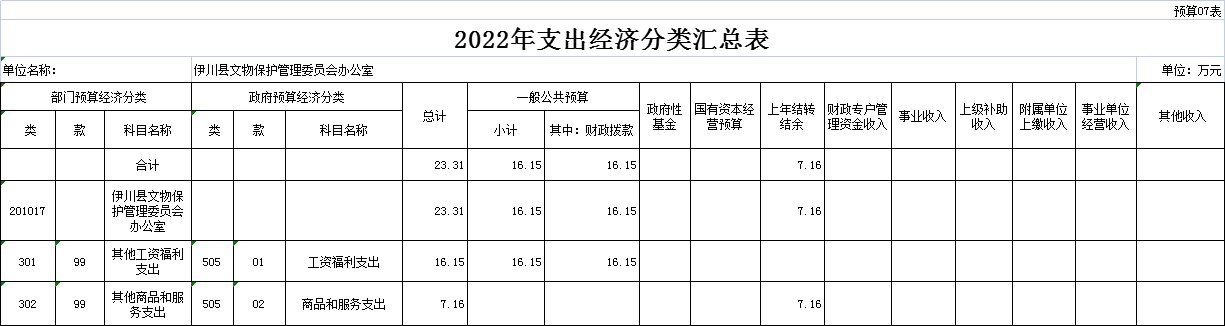 预算07表
2022年支出经济分类汇总表
单位名称： 伊川县文物保护管理委员会办公室 单位：万元
部门预算经济分类 政府预算经济分类 总计 一般公共预算 政府性基金 国有资本经营预算 上年结转结余 财政专户管理资金收入 事业收入 上级补助收入 附属单位上缴收入 事业单位经营收入 其他收入
类 款 科目名称 类 款 科目名称 小计 其中：财政拨款
合计 23.31 16.15 16.15 7.16
201017 伊川县文物保护管理委员会办公室 23.31 16.15 16.15 7.16
301 99 其他工资福利支出 505 01 工资福利支出 16.15 16.15 16.15
302 99 其他商品和服务支出 505 02 商品和服务支出 7.16 7.16